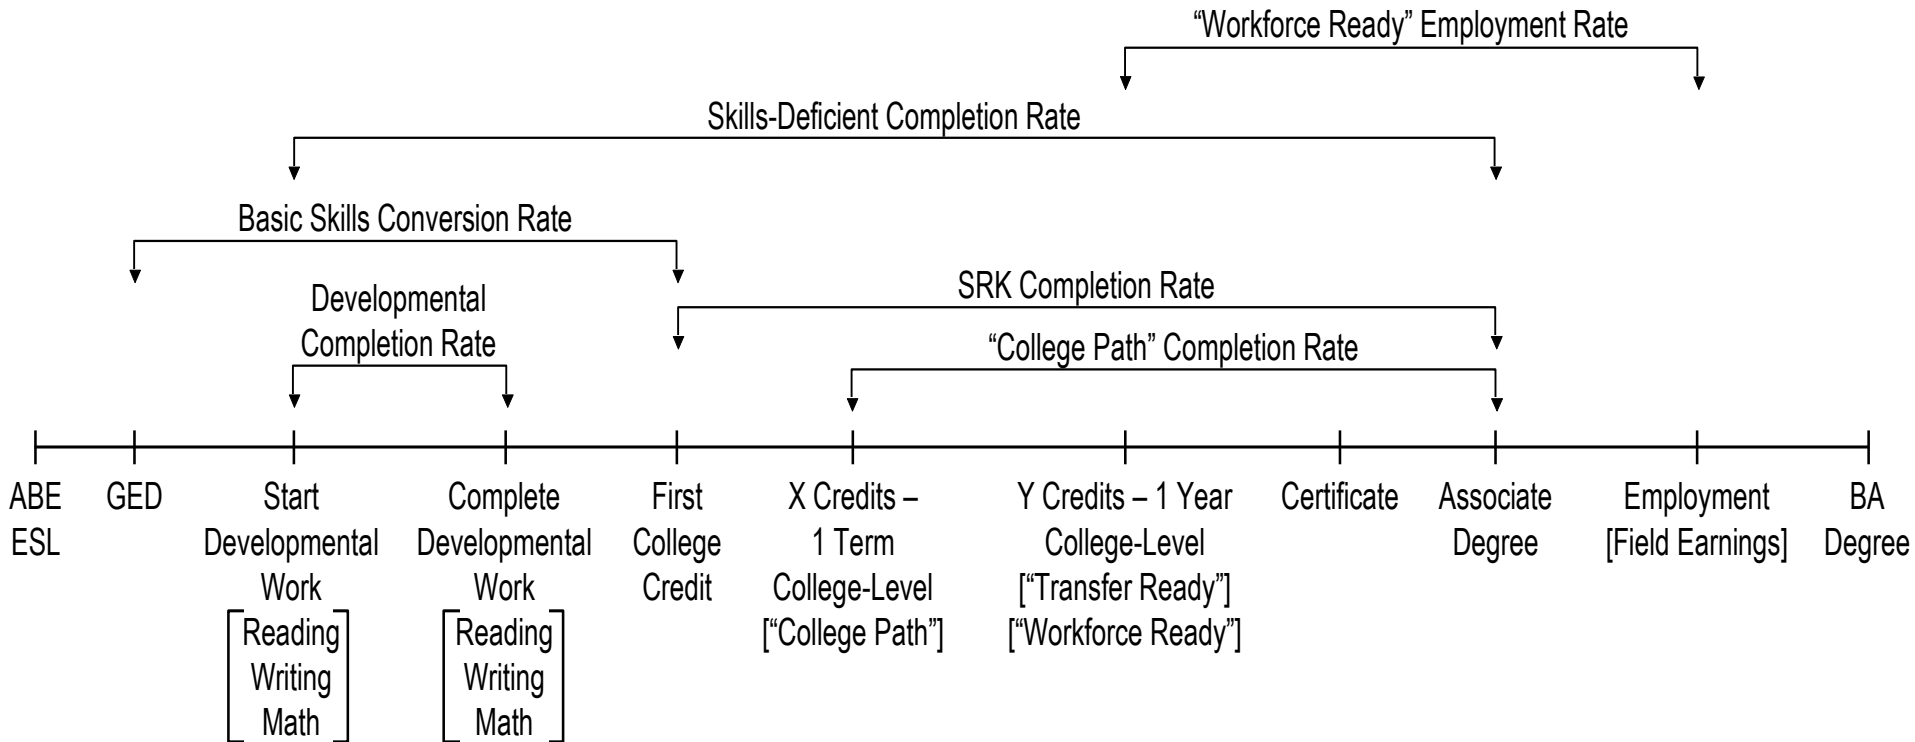 “Workforce Ready” Employment Rate
Skills-Deficient Completion Rate
Basic Skills Conversion Rate
SRK Completion Rate
Developmental
Completion Rate
“College Path” Completion Rate
ABE
ESL
GED
Start
Developmental
Work
Reading
Writing
Math
Complete
Developmental
Work
Reading
Writing
Math
First
College
Credit
X Credits –
1 Term
College-Level
[“College Path”]
Y Credits – 1 Year
College-Level
[“Transfer Ready”]
[“Workforce Ready”]
Certificate
Associate
Degree
Employment
[Field Earnings]
BA
Degree